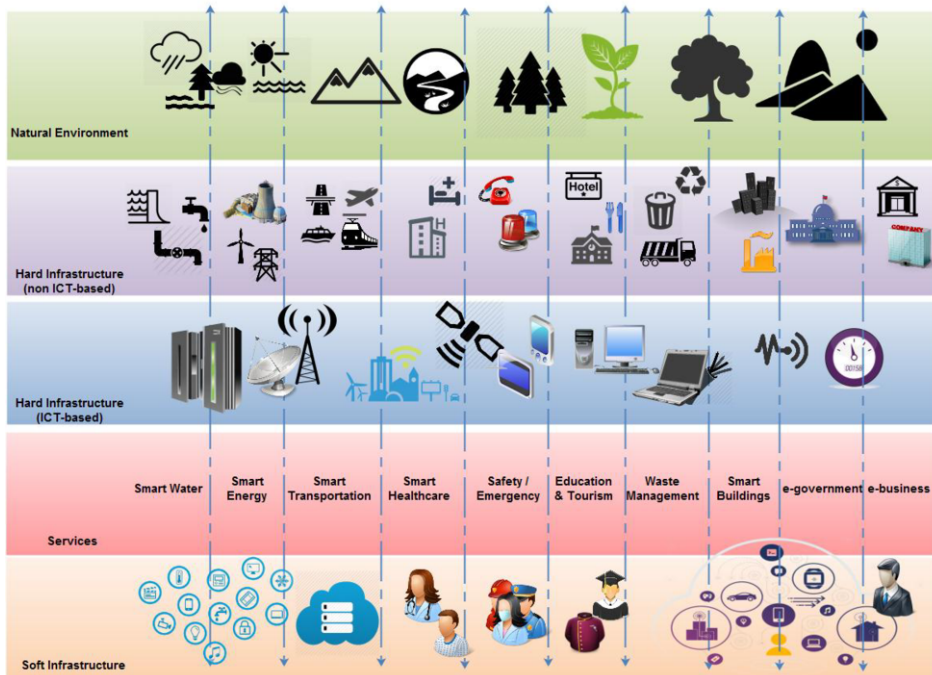 Natural Environment
Hotel
H
COMPANY
Hard Infrastructure
(non ICT-based)
00158
Hard Infrastructure
(ICT-based)
Smart Water
Smart
Energy
Smart
Transportation
Smart
Healthcare
Safety /
Emergency
Education
& Tourism
Waste
Management
Smart
Buildings
e-government
e-business
Services
Soft Infrastructure